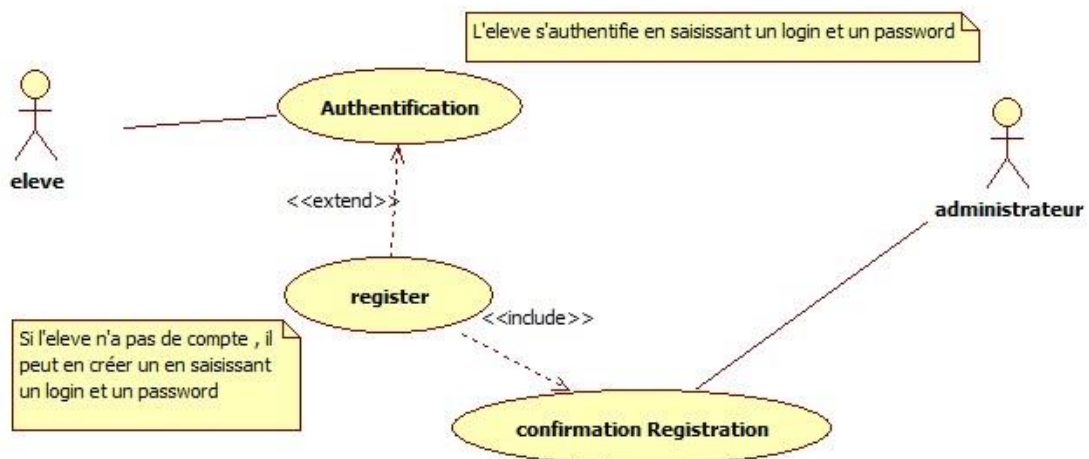 L'eleve s'authentifie en saisissant un login et un password
Authentification
eleve
administrateur
<<extend>>
register
<<include>>
Si l'eleve n'a pas de compte , il
peut en créer un en saisissant
un login et un password
confirmation Registration